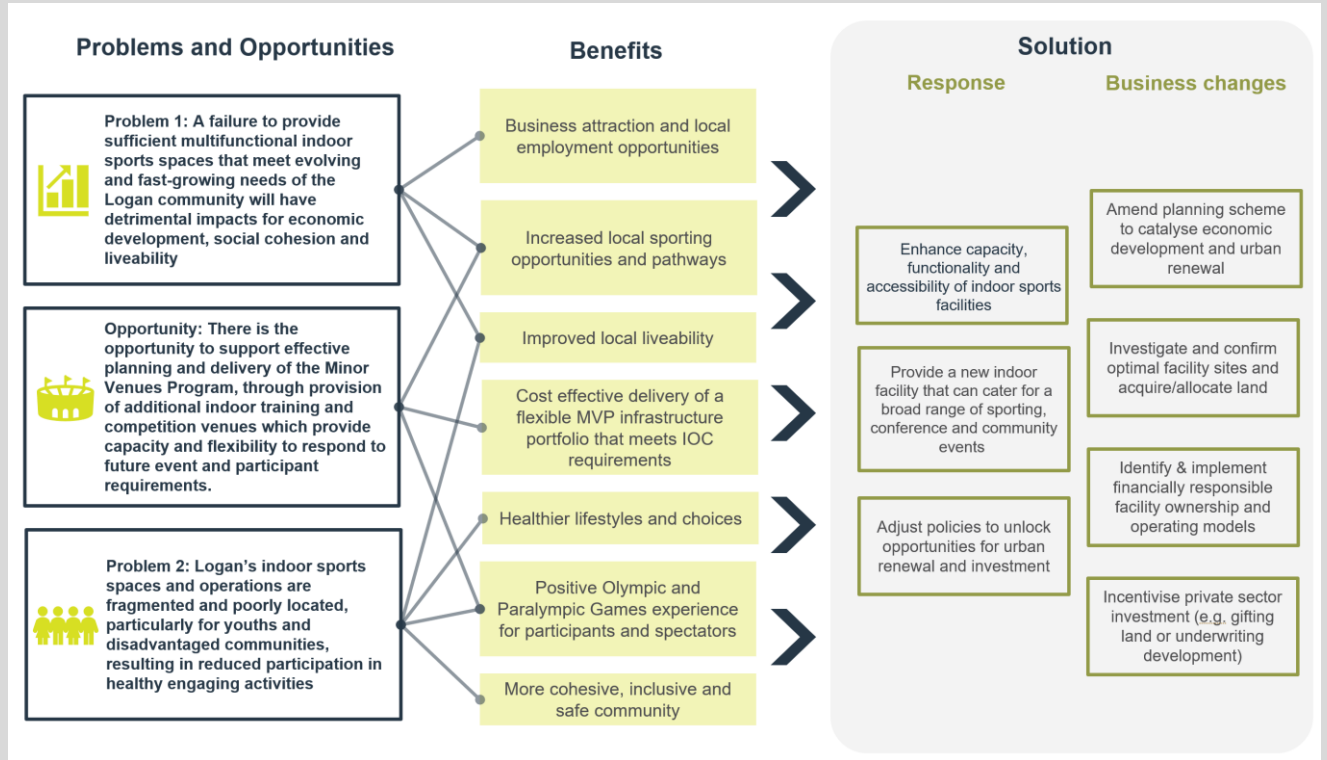 Problems and Opportunities
Problem 1: A failure to provide
sufficient multifunctional indoor
sports spaces that meet evolving
and fast-growing needs of the
Logan community will have
detrimental impacts for economic
development, social cohesion and
liveability
Opportunity: There is the
opportunity to support effective
planning and delivery of the Minor
Venues Program, through provision
of additional indoor training and
competition venues which provide
capacity and flexibility to respond to
future event and participant
requirements.
Problem 2: Logan's indoor sports
spaces and operations are
fragmented and poorly located,
particularly for youths and
disadvantaged communities,
resulting in reduced participation in
healthy engaging activities
Benefits
Business attraction and local
employment opportunities
Increased local sporting
opportunities and pathways
Improved local liveability
Cost effective delivery of a
flexible MVP infrastructure
portfolio that meets IOC
requirements
Healthier lifestyles and choices
Positive Olympic and
Paralympic Games experience
for participants and spectators
More cohesive, inclusive and
safe community
Solution
Response
Enhance capacity,
functionality and
accessibility of indoor sports
facilities
Provide a new indoor
facility that can cater for a
broad range of sporting,
conference and community
events
Adjust policies to unlock
opportunities for urban
renewal and investment
Business changes
Amend planning scheme
to catalyse economic
development and urban
renewal
Investigate and confirm
optimal facility sites and
acquire/allocate land
Identify & implement
financially responsible
facility ownership and
operating models
Incentivise private sector
investment (e.g. gifting
land or underwriting
development)